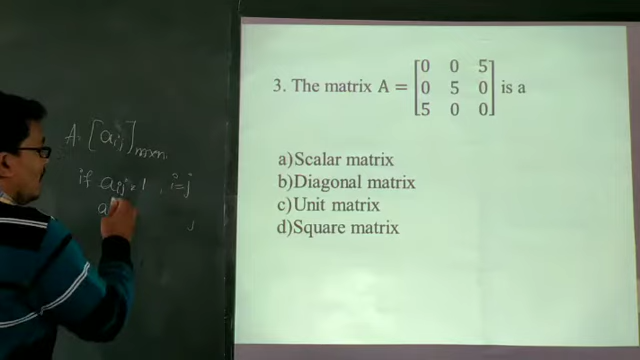 A = [aij]m×n
if aij = 1 , i=j
a
3. The matrix A = [0 0 5
0 5 0
5 0 0] is a
a)Scalar matrix
b)Diagonal matrix
c)Unit matrix
d)Square matrix